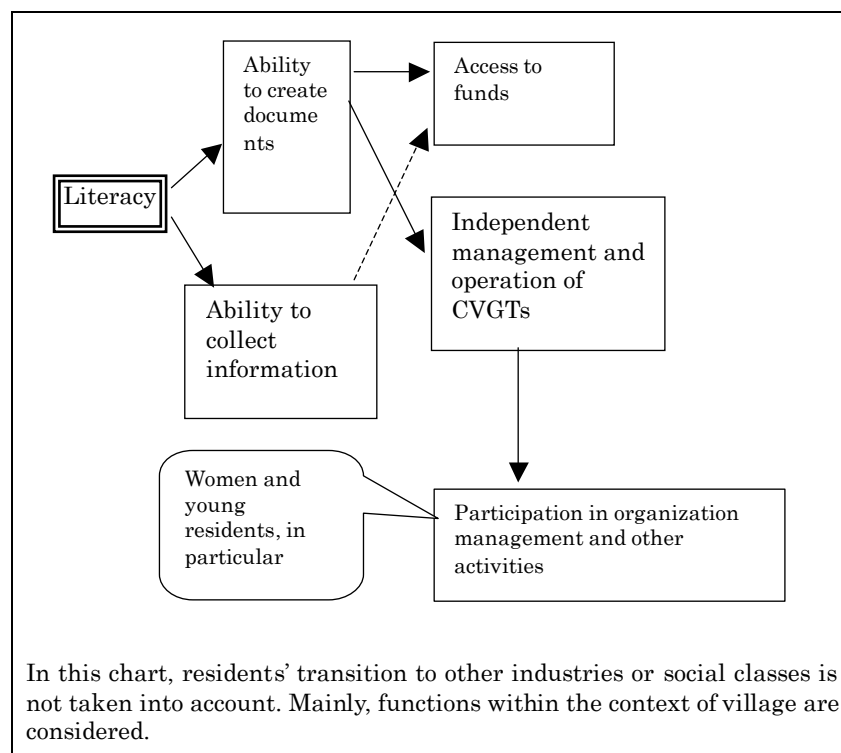 Ability
to create
docume
nts
Access to
funds
Literacy
Independent
management and
operation of
CVGTs
Ability to
collect
information
Women and
young
residents, in
particular
Participation in organization
management and other
activities
In this chart, residents’ transition to other industries or social classes is
not taken into account. Mainly, functions within the context of village are
considered.